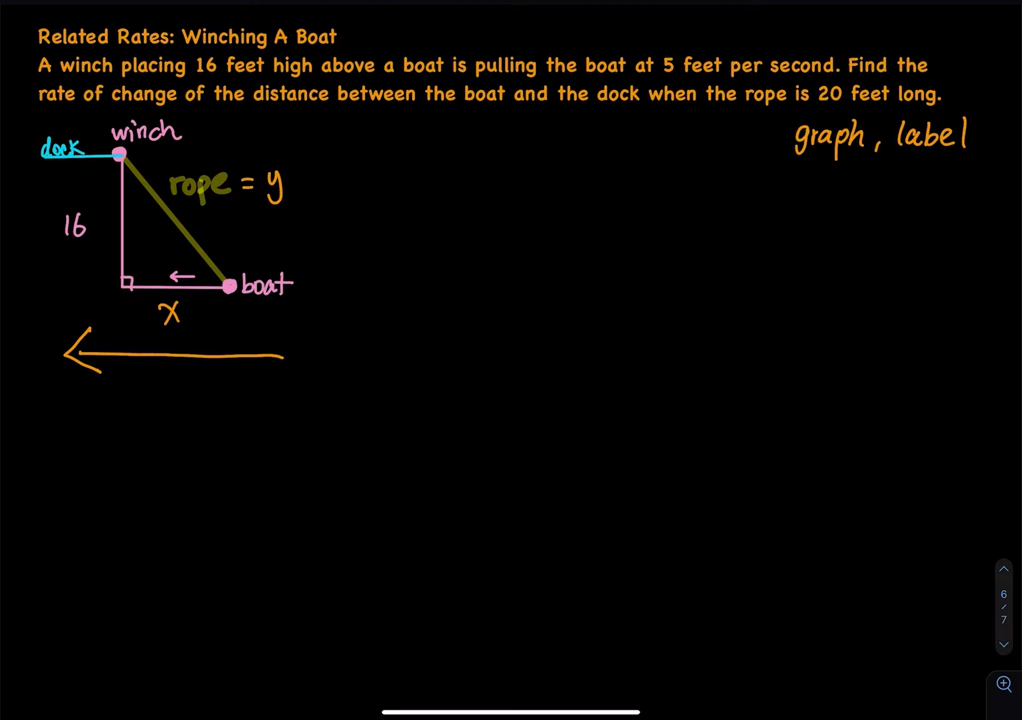 Related Rates: Winching A Boat
A winch placing 16 feet high above a boat is pulling the boat at 5 feet per second. Find the
rate of change of the distance between the boat and the dock when the rope is 20 feet long.
graph, label
winch
dock
rope = y
16
boat
x
6
/
7